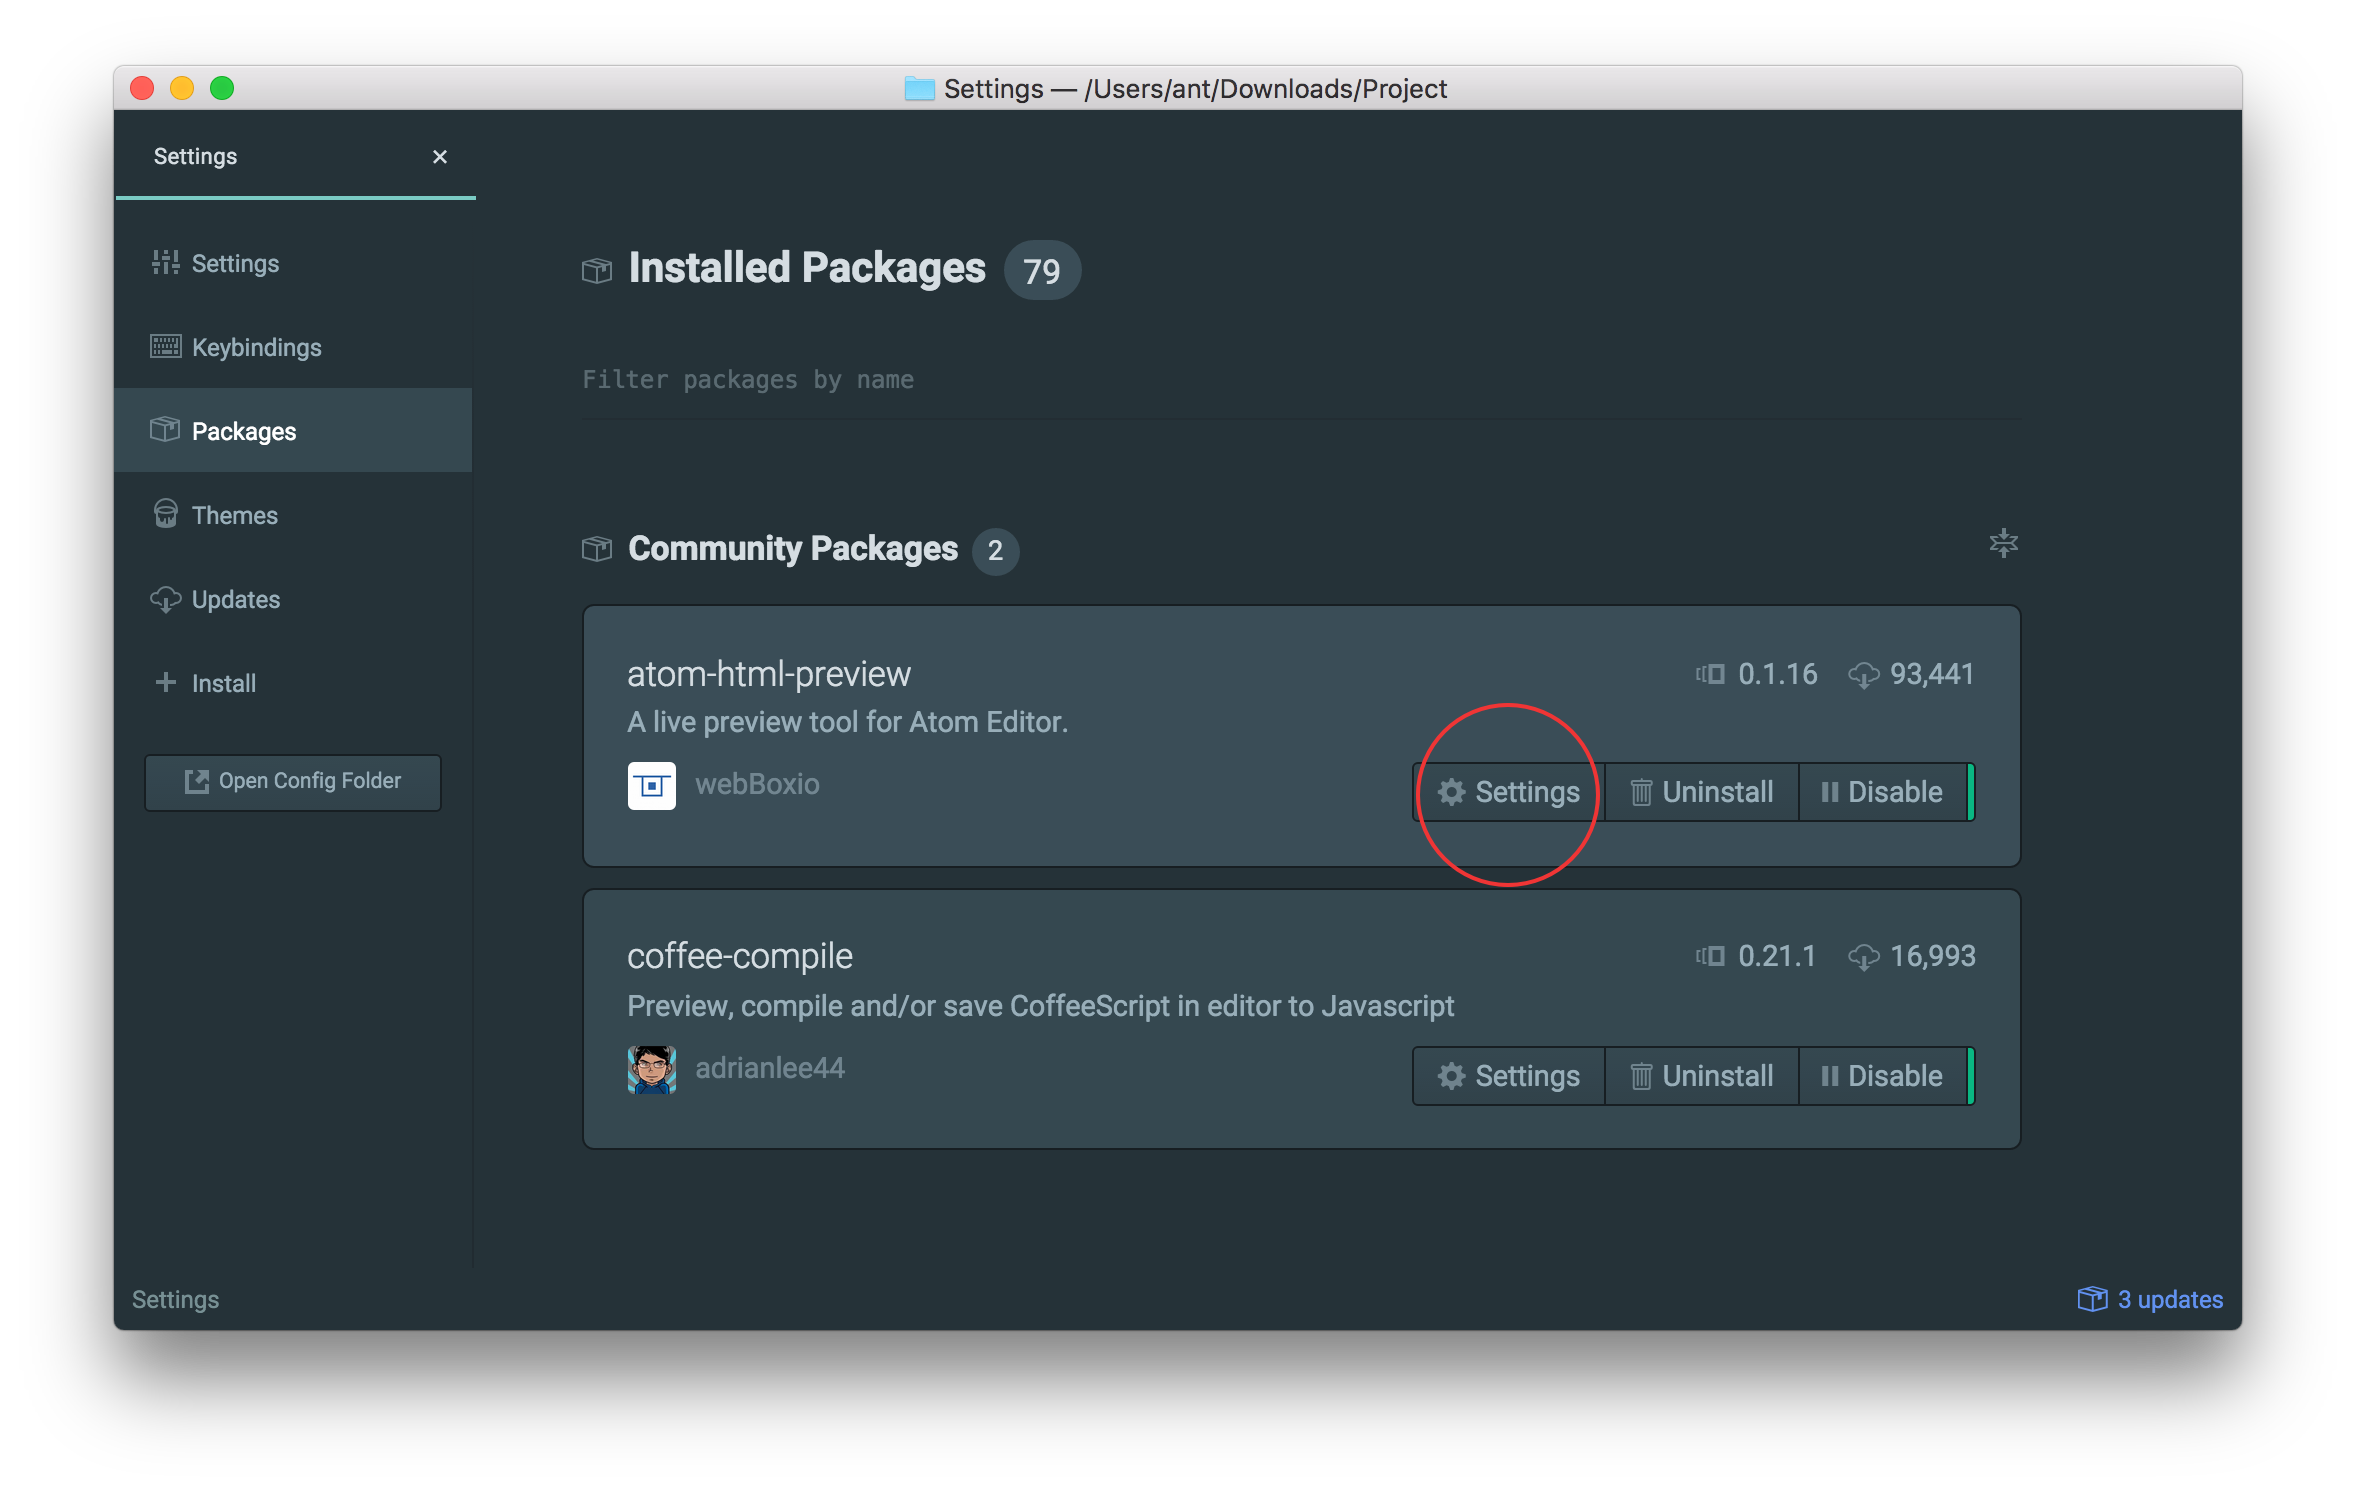 Settings — /Users/ant/Downloads/Project
Settings
Settings
Keybindings
Packages
Themes
Updates
Install
Open Config Folder
Installed Packages 79
Filter packages by name
Community Packages 2
atom-html-preview 0.1.16 93,441
A live preview tool for Atom Editor.
webBoxio Settings Uninstall Disable
coffee-compile 0.21.1 16,993
Preview, compile and/or save CoffeeScript in editor to Javascript
adrianlee44 Settings Uninstall Disable
Settings 3 updates